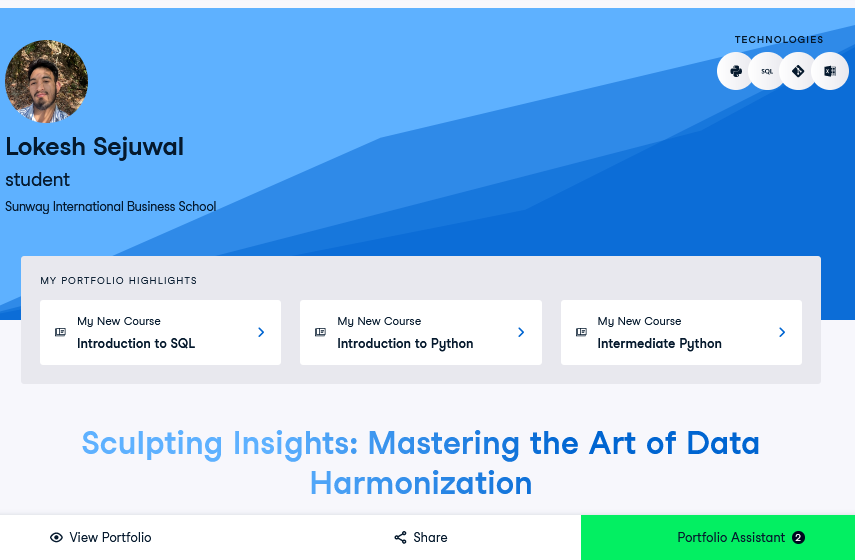 TECHNOLOGIES
SQL
Lokesh Sejuwal
student
Sunway International Business School
MY PORTFOLIO HIGHLIGHTS
My New Course
Introduction to SQL
My New Course
Introduction to Python
My New Course
Intermediate Python
Sculpting Insights: Mastering the Art of Data
Harmonization
View Portfolio
Share
Portfolio Assistant 2